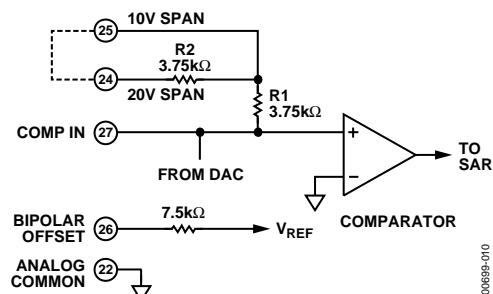 25
10V SPAN
R2
3.75kΩ
24
20V SPAN
R1
3.75kΩ
COMP IN 27
+
–
TO
SAR
FROM DAC
COMPARATOR
BIPOLAR
OFFSET
26
7.5kΩ
VREF
ANALOG
COMMON
22
00699-010